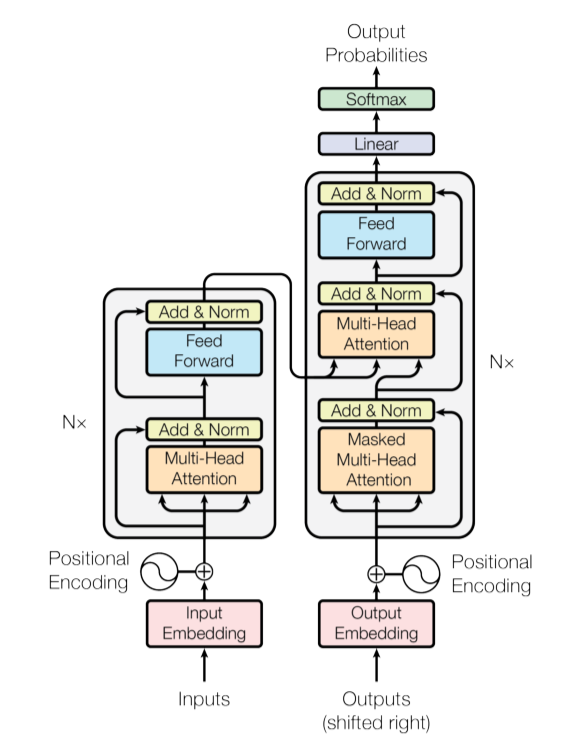 Output
Probabilities
Softmax
Linear
Add & Norm
Feed
Forward
Add & Norm
Multi-Head
Attention
Add & Norm
Masked
Multi-Head
Attention
N×
Add & Norm
Feed
Forward
Add & Norm
Multi-Head
Attention
N×
Positional
Encoding
Positional
Encoding
Input
Embedding
Output
Embedding
Inputs
Outputs
(shifted right)